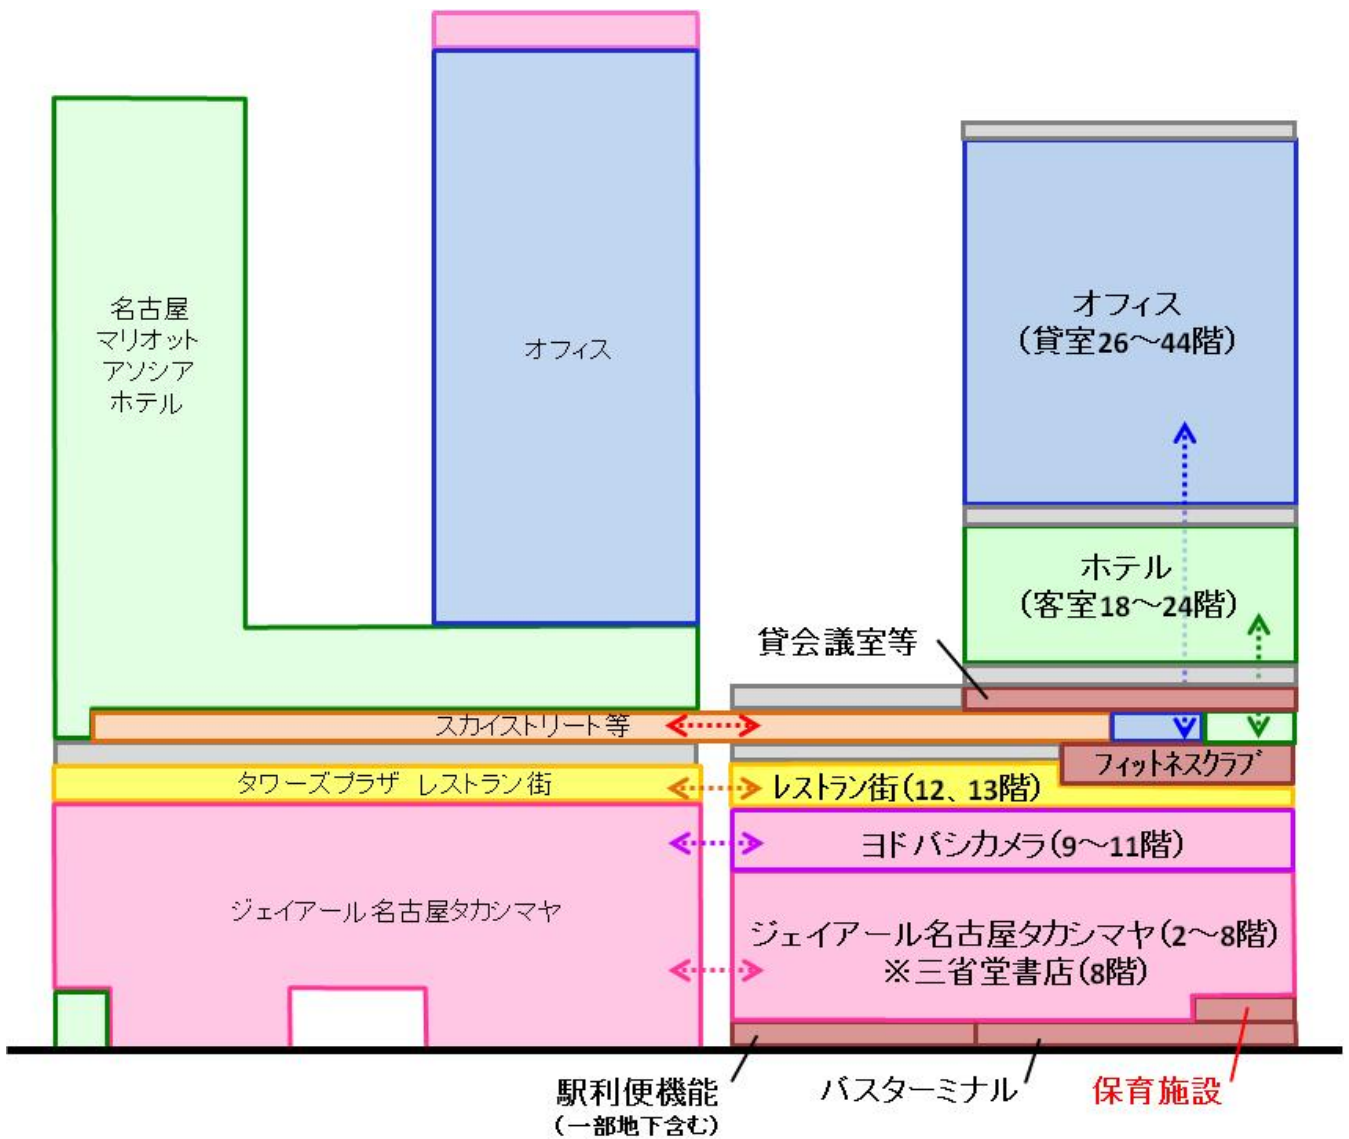 名古屋
マリオット
アソシア
ホテル
オフィス
オフィス
（貸室26～44階）
ホテル
（客室18～24階）
貸会議室等
スカイストリート等
フィットネスクラブ
タワーズプラザ レストラン街
レストラン街（12、13階）
ヨドバシカメラ（9～11階）
ジェイアール名古屋タカシマヤ
ジェイアール名古屋タカシマヤ（2～8階）
※三省堂書店（8階）
駅利便機能
（一部地下含む）
バスターミナル
保育施設